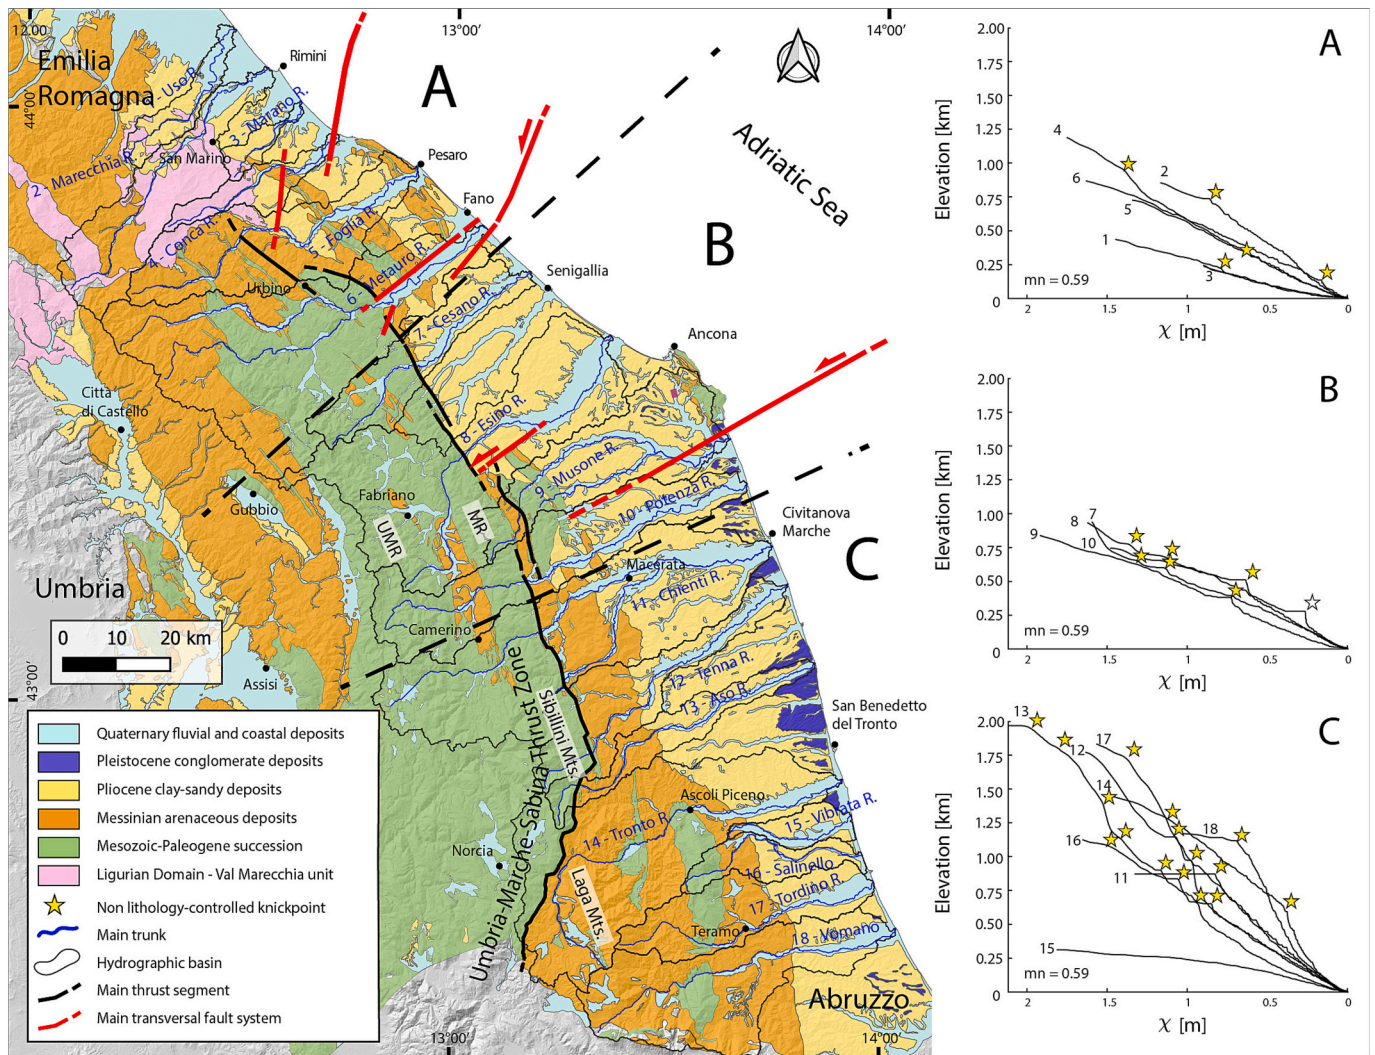 12°00′
13°00′
14°00′
44°00′
43°00′
13°00′
14°00′
Emilia
Romagna
Rimini
A
1 - Uso R.
3 - Marano R.
San Marino
2 - Marecchia R.
Pesaro
Adriatic Sea
4 - Conca R.
5 - Foglia R.
Fano
B
Urbino
6 - Metauro R.
Senigallia
7 - Cesano R.
Ancona
Città
di Castello
8 - Esino R.
9 - Musone R.
Gubbio
Fabriano
UMR
MR
10 - Potenza R.
Civitanova
Marche
C
Umbria
Macerata
11 - Chienti R.
0 10 20 km
Camerino
Assisi
12 - Tenna R.
13 - Aso R.
Sibillini Mts.
Umbria-Marche-Sabina Thrust Zone
San Benedetto
del Tronto
Ascoli Piceno
14 - Tronto R.
15 - Vibrata R.
Norcia
16 - Salinello
Laga Mts.
17 - Tordino R.
Teramo
18 - Vomano
Abruzzo
Quaternary fluvial and coastal deposits
Pleistocene conglomerate deposits
Pliocene clay-sandy deposits
Messinian arenaceous deposits
Mesozoic-Paleogene succession
Ligurian Domain - Val Marecchia unit
Non lithology-controlled knickpoint
Main trunk
Hydrographic basin
Main thrust segment
Main transversal fault system
A
Elevation [km]
2.00
1.75
1.50
1.25
1.00
0.75
0.50
0.25
0
4
2
6
5
1
3
mn = 0.59
2 1.5 1 0.5 0
χ [m]
B
Elevation [km]
2.00
1.75
1.50
1.25
1.00
0.75
0.50
0.25
0
7
8
9
10
mn = 0.59
2 1.5 1 0.5 0
χ [m]
C
Elevation [km]
2.00
1.75
1.50
1.25
1.00
0.75
0.50
0.25
0
13
17
12
14
18
16
11
15
mn = 0.59
2 1.5 1 0.5 0
χ [m]